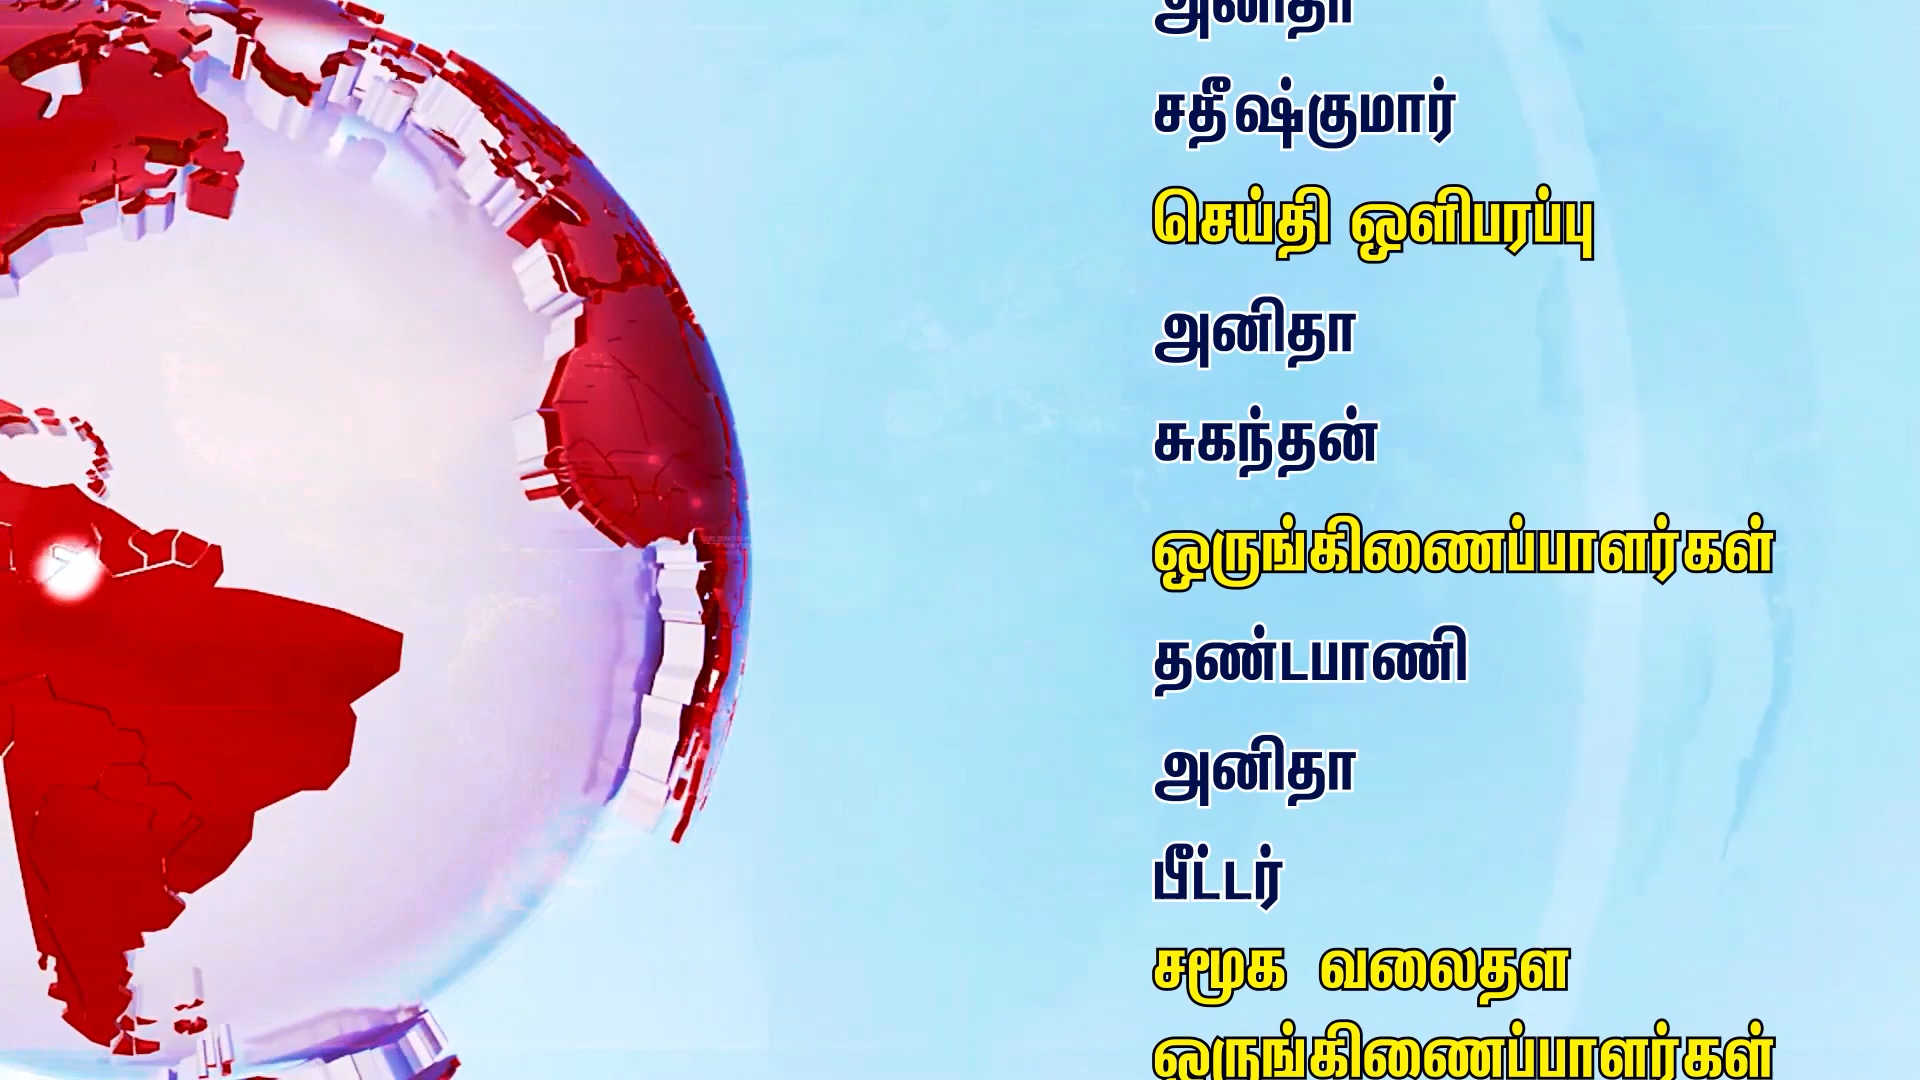 அனிதா
சதீஷ்குமார்
செய்தி ஒளிபரப்பு
அனிதா
சுகந்தன்
ஒருங்கிணைப்பாளர்கள்
தண்டபாணி
அனிதா
பீட்டர்
சமூக வலைதள
ஒருங்கிணைப்பாளர்கள்